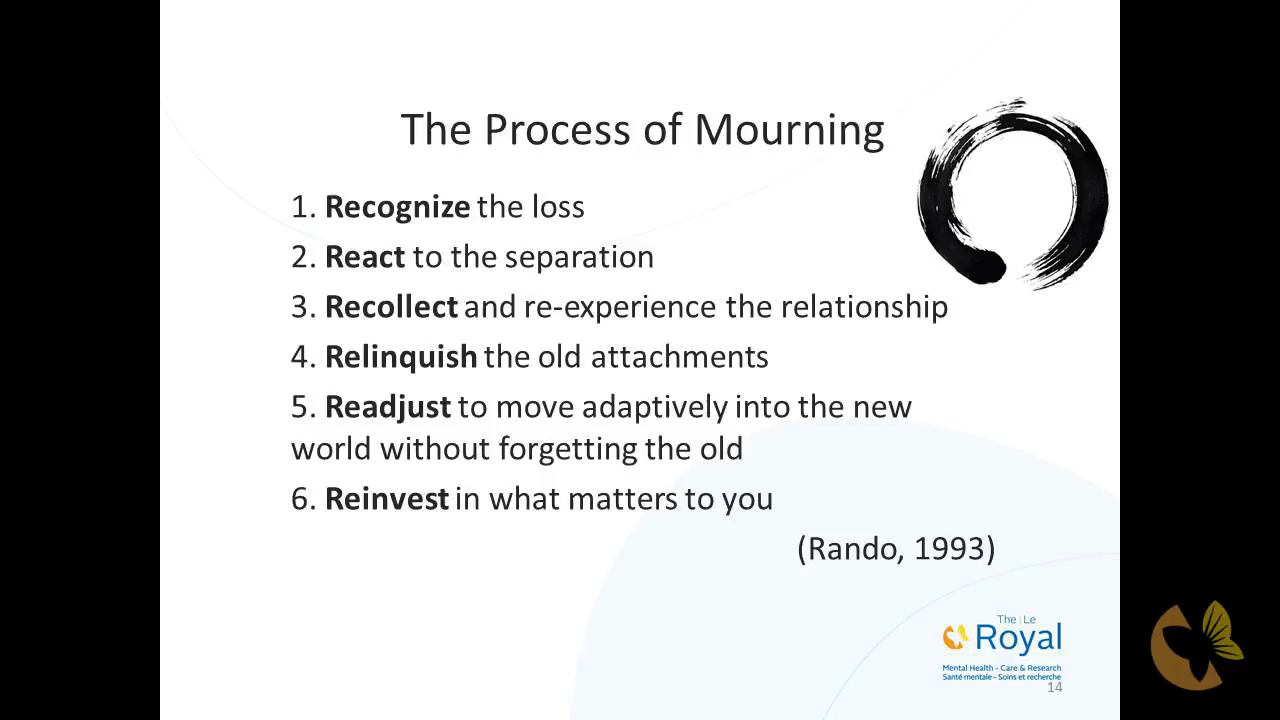 The Process of Mourning
1. Recognize the loss
2. React to the separation
3. Recollect and re-experience the relationship
4. Relinquish the old attachments
5. Readjust to move adaptively into the new
world without forgetting the old
6. Reinvest in what matters to you
(Rando, 1993)
The | Le
Royal
Mental Health - Care & Research
Santé mentale - Soins et recherche
14